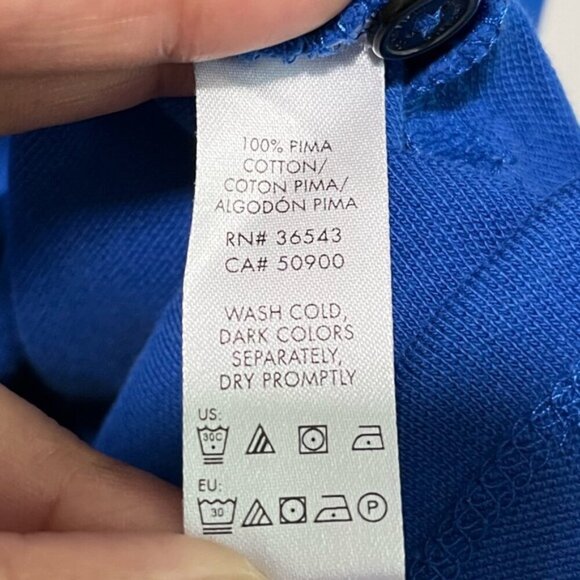 100% PIMA
COTTON/
COTON PIMA/
ALGODÓN PIMA
RN# 36543
CA# 50900
WASH COLD,
DARK COLORS
SEPARATELY,
DRY PROMPTLY
US:
30C
EU:
30 P